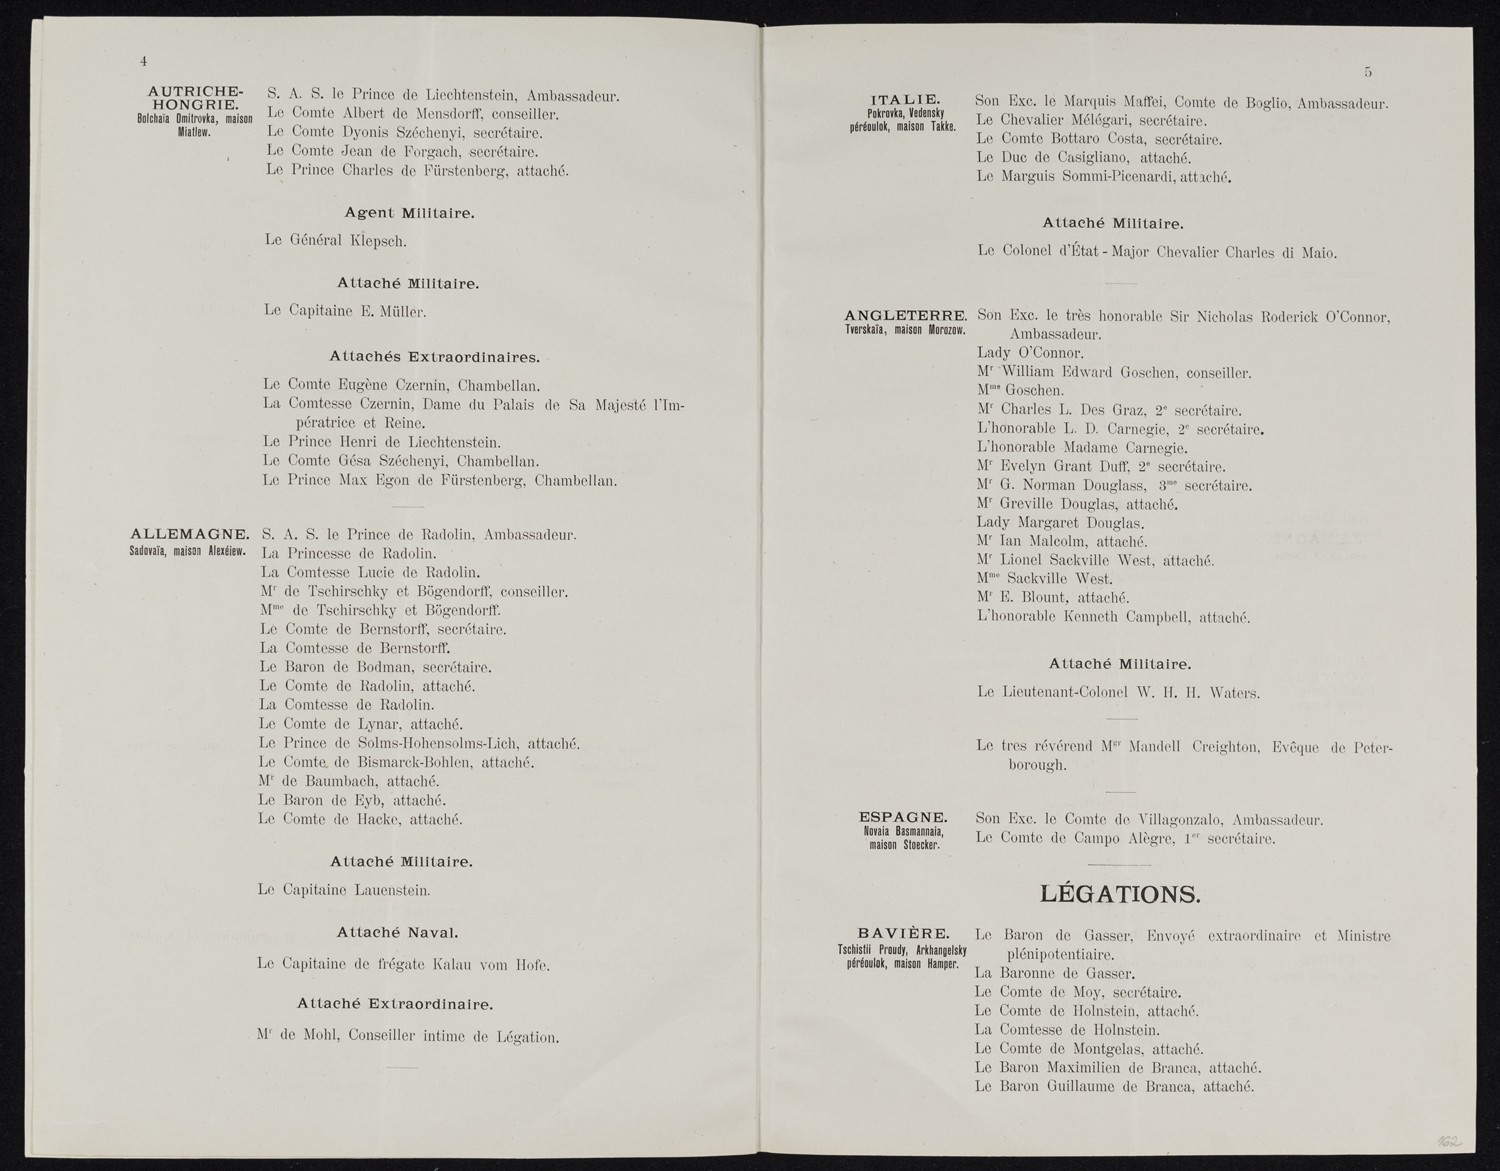 4
AUTRICHE-
HONGRIE.
Bolchaïa Dmitrovka, maison
Miatlew.
S. A. S. le Prince de Liechtenstein, Ambassadeur.
Le Comte Albert de Mensdorff, conseiller.
Le Comte Dyonis Széchenyi, secrétaire.
Le Comte Jean de Forgach, secrétaire.
Le Prince Charles de Fürstenberg, attaché.
Agent Militaire.
Le Général Klepsch.
Attaché Militaire.
Le Capitaine E. Müller.
Attachés Extraordinaires.
Le Comte Eugène Czernin, Chambellan.
La Comtesse Czernin, Dame du Palais de Sa Majesté l'Im-
pératrice et Reine.
Le Prince Henri de Liechtenstein.
Le Comte Gésa Széchenyi, Chambellan.
Le Prince Max Egon de Fürstenberg, Chambellan.
ALLEMAGNE.
Sadovaïa, maison Alexéiew.
S. A. S. le Prince de Radolin, Ambassadeur.
La Princesse de Radolin.
La Comtesse Lucie de Radolin.
Mr de Tschirschky et Bögendorff, conseiller.
Mme de Tschirschky et Bögendorff.
Le Comte de Bernstorff, secrétaire.
La Comtesse de Bernstorff.
Le Baron de Bodman, secrétaire.
Le Comte de Radolin, attaché.
La Comtesse de Radolin.
Le Comte de Lynar, attaché.
Le Prince de Solms-Hohensolms-Lich, attaché.
Le Comte de Bismarck-Bohlen, attaché.
Mr de Baumbach, attaché.
Le Baron de Eyb, attaché.
Le Comte de Hacke, attaché.
Attaché Militaire.
Le Capitaine Lauenstein.
Attaché Naval.
Le Capitaine de frégate Kalau vom Hofe.
Attaché Extraordinaire.
Mr de Mohl, Conseiller intime de Légation.
5
ITALIE.
Pokrovka, Vedensky
péréoulok, maison Takke.
Son Exc. le Marquis Maffei, Comte de Boglio, Ambassadeur.
Le Chevalier Mélégari, secrétaire.
Le Comte Bottaro Costa, secrétaire.
Le Duc de Casigliano, attaché.
Le Marguis Sommi-Picenardi, attaché.
Attaché Militaire.
Le Colonel d'État-Major Chevalier Charles di Maio.
ANGLETERRE.
Tverskaïa, maison Morozow.
Son Exc. le très honorable Sir Nicholas Roderick O'Connor,
Ambassadeur.
Lady O'Connor.
Mr William Edward Goschen, conseiller.
Mme Goschen.
Mr Charles L. Des Graz, 2e secrétaire.
L'honorable L. D. Carnegie, 2e secrétaire.
L'honorable Madame Carnegie.
Mr Evelyn Grant Duff, 2e secrétaire.
Mr G. Norman Douglass, 3me secrétaire.
Mr Greville Douglas, attaché.
Lady Margaret Douglas.
Mr Ian Malcolm, attaché.
Mr Lionel Sackville West, attaché.
Mme Sackville West.
Mr E. Blount, attaché.
L'honorable Kenneth Campbell, attaché.
Attaché Militaire.
Le Lieutenant-Colonel W. H. H. Waters.
Le tres révérend Mgr Mandell Creighton, Evêque de Peter-
borough.
ESPAGNE.
Novaia Basmannaia,
maison Stoecker.
Son Exc. le Comte de Villagonzalo, Ambassadeur.
Le Comte de Campo Alègre, 1er secrétaire.
LÉGATIONS.
BAVIÈRE.
Tschistii Proudy, Arkhangelsky
péréoulok, maison Hamper.
Le Baron de Gasser, Envoyé extraordinaire et Ministre
plénipotentiaire.
La Baronne de Gasser.
Le Comte de Moy, secrétaire.
Le Comte de Holnstein, attaché.
La Comtesse de Holnstein.
Le Comte de Montgelas, attaché.
Le Baron Maximilien de Branca, attaché.
Le Baron Guillaume de Branca, attaché.
162